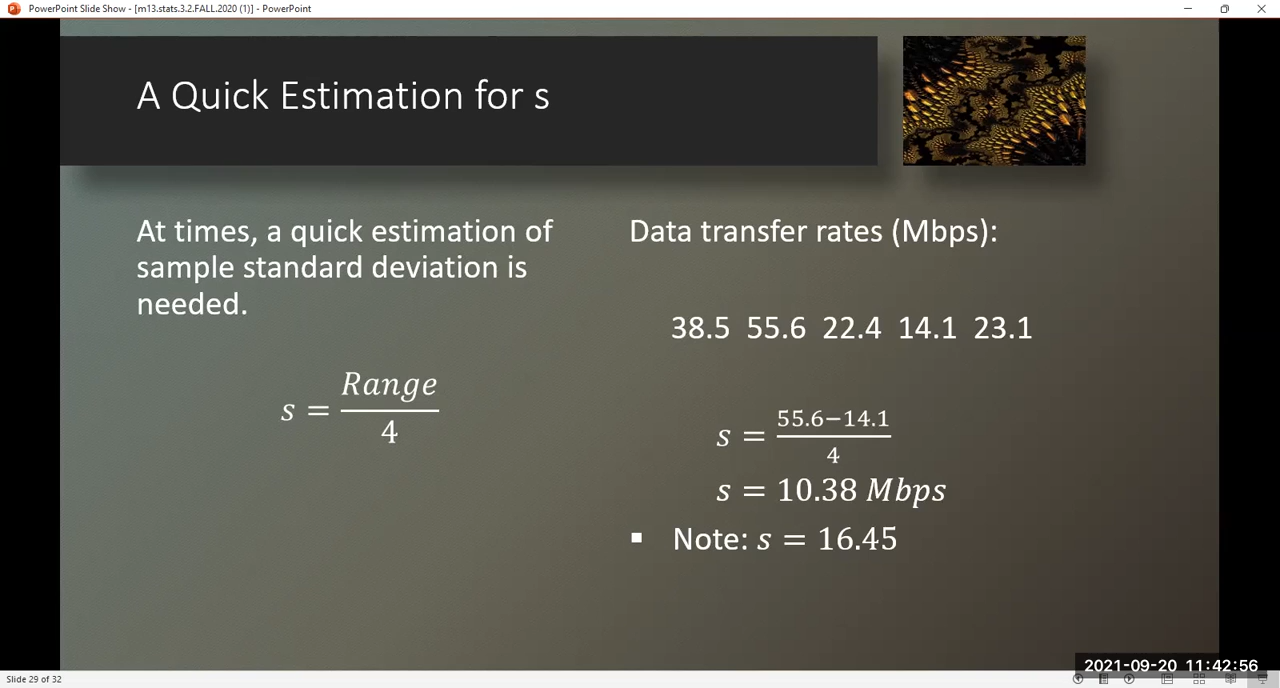 PowerPoint Slide Show - [m13.stats.3.2.FALL.2020 (1)] - PowerPoint
A Quick Estimation for s
At times, a quick estimation of
sample standard deviation is
needed.
s = Range/4
Data transfer rates (Mbps):
38.5 55.6 22.4 14.1 23.1
s = 55.6−14.1/4
s = 10.38 Mbps
▪ Note: s = 16.45
2021-09-20 11:42:56
Slide 29 of 32